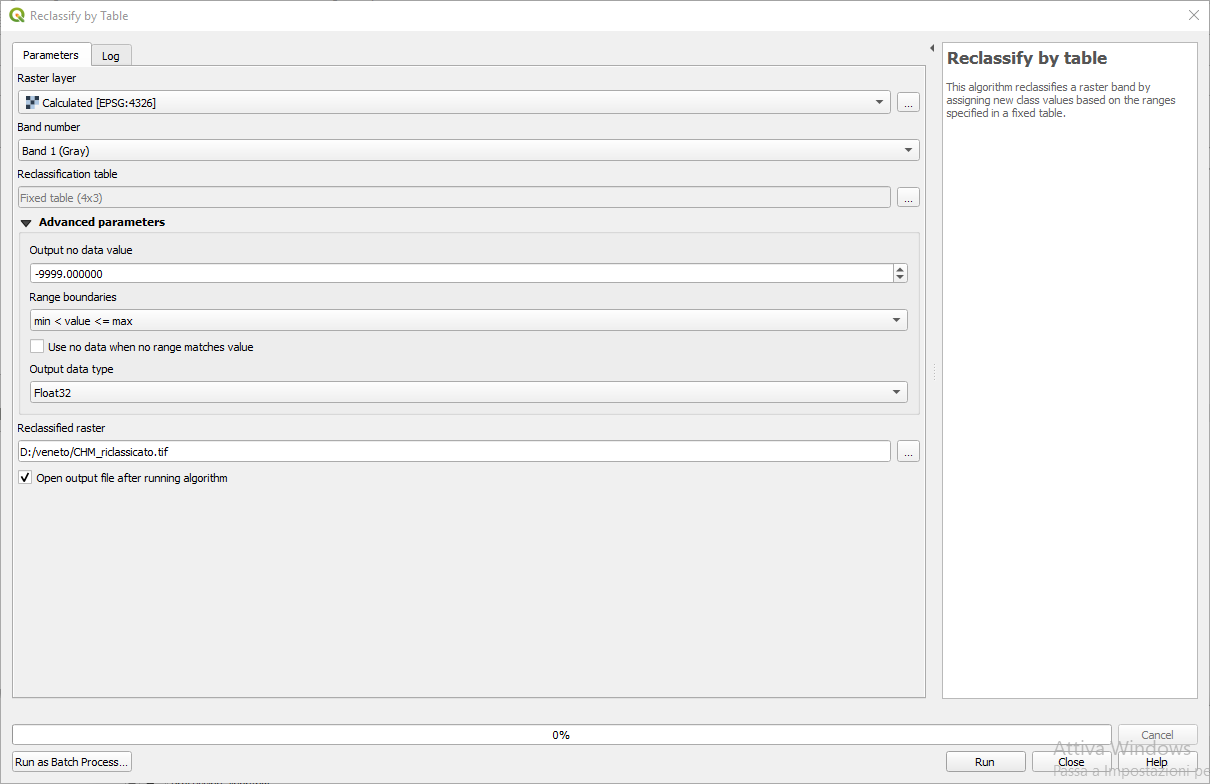 Reclassify by Table
Parameters
Log
Raster layer
Calculated [EPSG:4326]
...
Band number
Band 1 (Gray)
Reclassification table
Fixed table (4x3)
...
Advanced parameters
Output no data value
-9999.000000
Range boundaries
min < value <= max
Use no data when no range matches value
Output data type
Float32
Reclassified raster
D:/veneto/CHM_riclassicato.tif
...
Open output file after running algorithm
Reclassify by table
This algorithm reclassifies a raster band by
assigning new class values based on the ranges
specified in a fixed table.
0%
Cancel
Run as Batch Process...
Run
Close
Help
Attiva Windows
Passa a Impostazioni pe